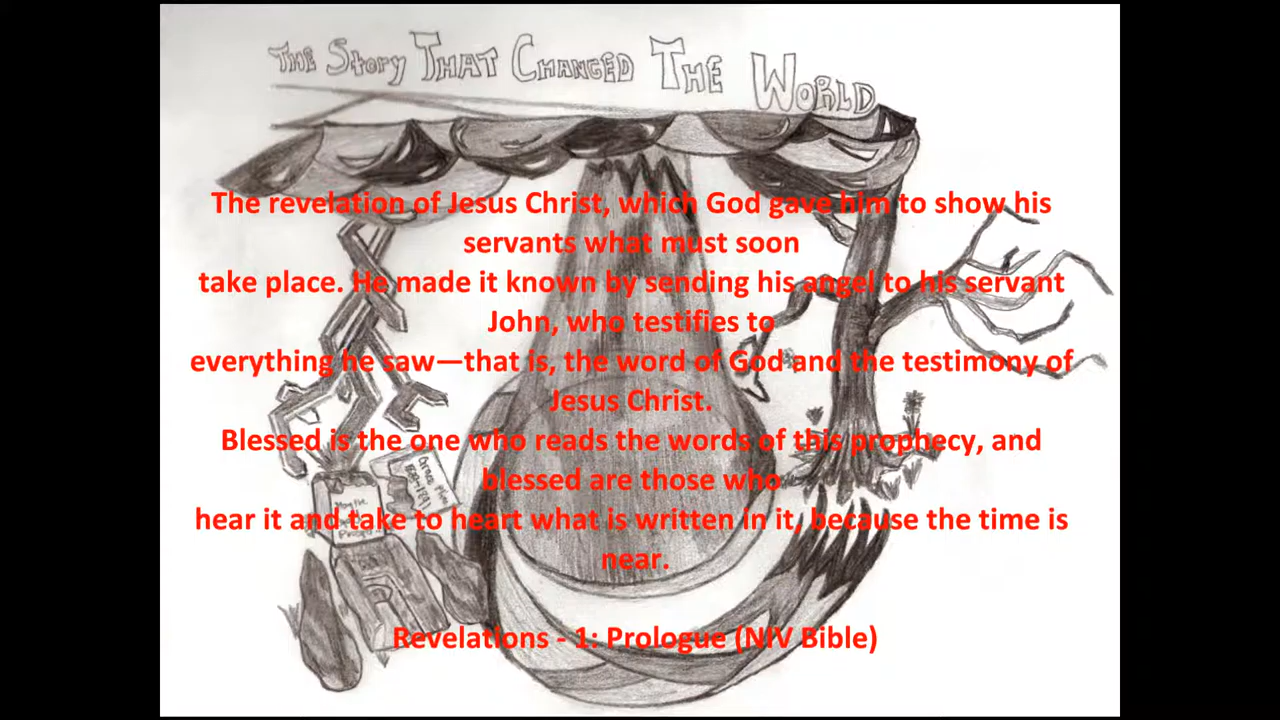 THE STORY THAT CHANGED THE WORLD
The revelation of Jesus Christ, which God gave him to show his
servants what must soon
take place. He made it known by sending his angel to his servant
John, who testifies to
everything he saw—that is, the word of God and the testimony of
Jesus Christ.
Blessed is the one who reads the words of this prophecy, and
blessed are those who
hear it and take to heart what is written in it, because the time is
near.
Revelations - 1: Prologue (NIV Bible)